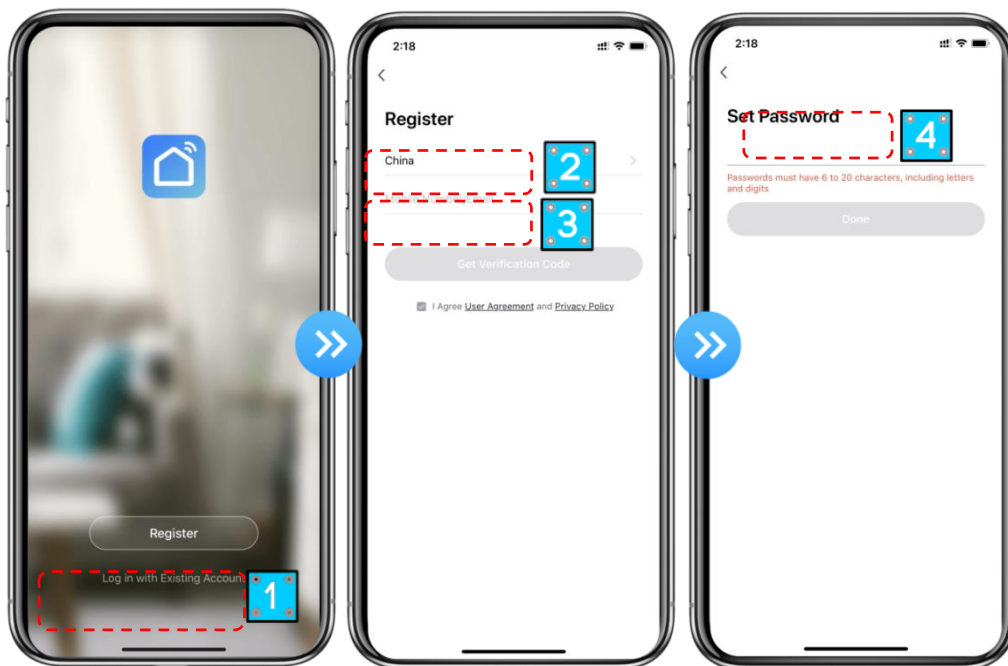 Register
Log in with Existing Account
1
2:18
Register
China
2
3
Get Verification Code
I Agree User Agreement and Privacy Policy
2:18
Set Password
4
Passwords must have 6 to 20 characters, including letters
and digits
Done